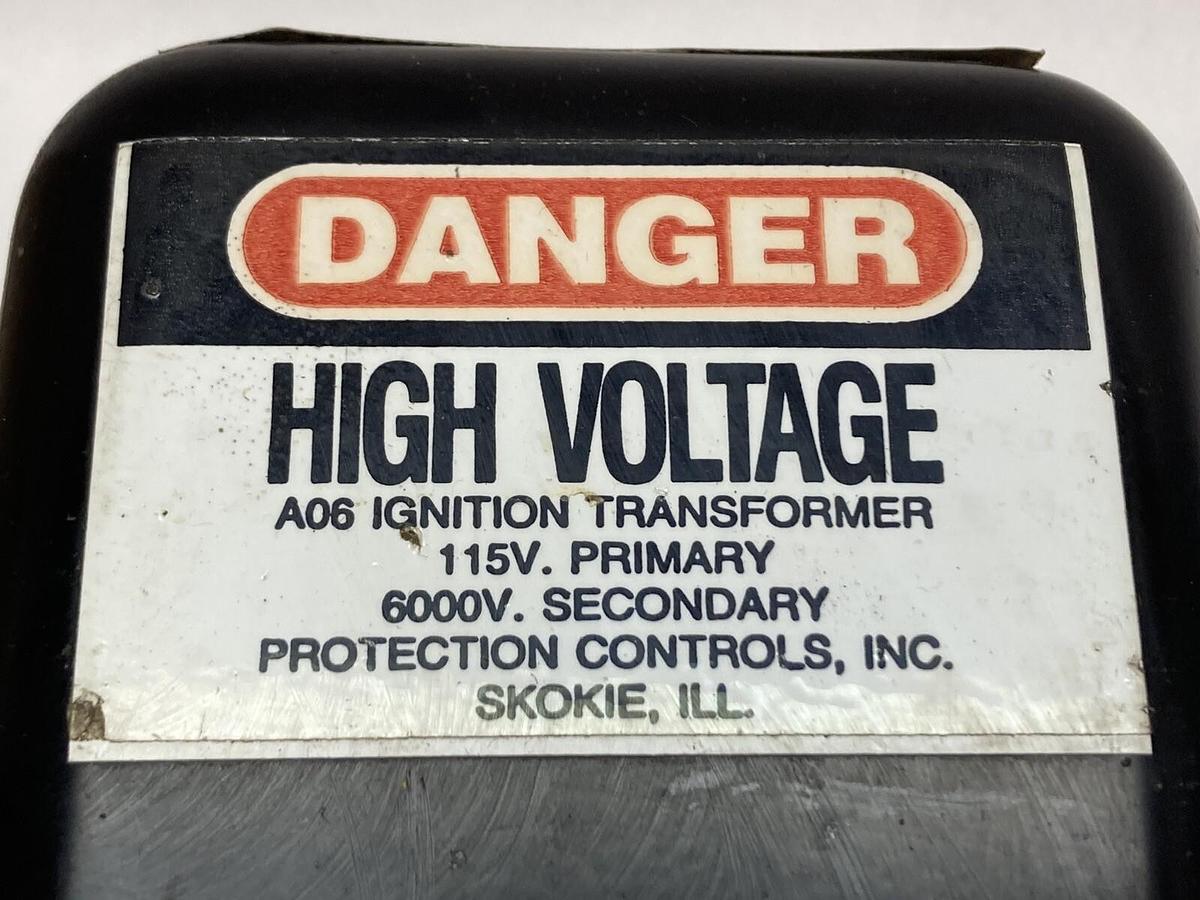 DANGER
HIGH VOLTAGE
A06 IGNITION TRANSFORMER
115V. PRIMARY
6000V. SECONDARY
PROTECTION CONTROLS, INC.
SKOKIE, ILL.